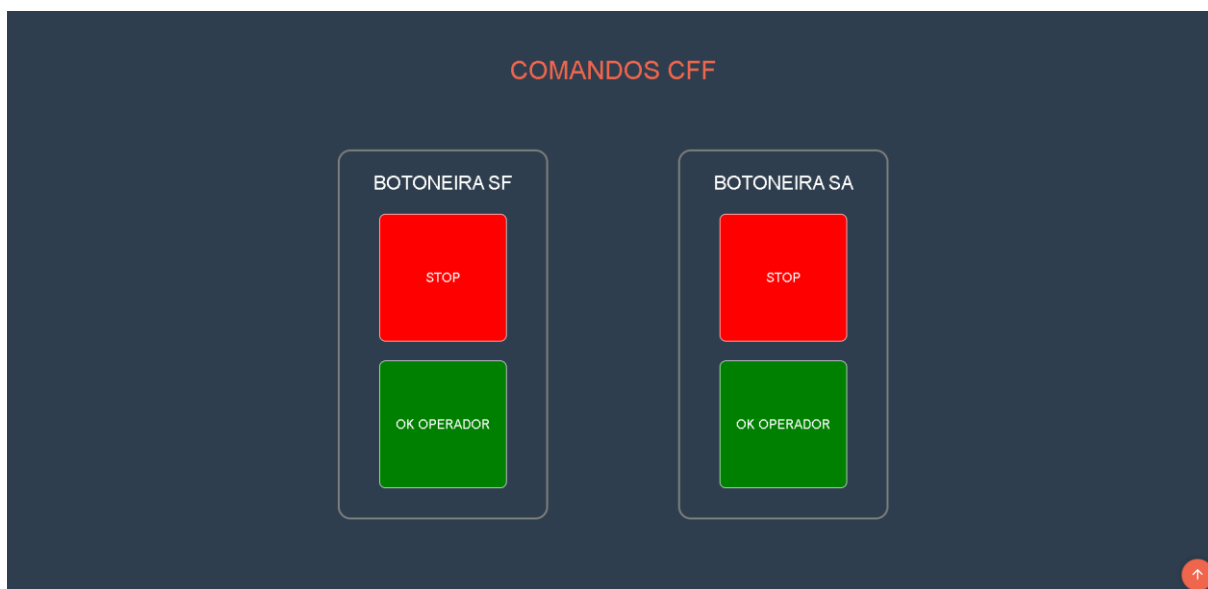 COMANDOS CFF
BOTONEIRA SF
STOP
OK OPERADOR
BOTONEIRA SA
STOP
OK OPERADOR